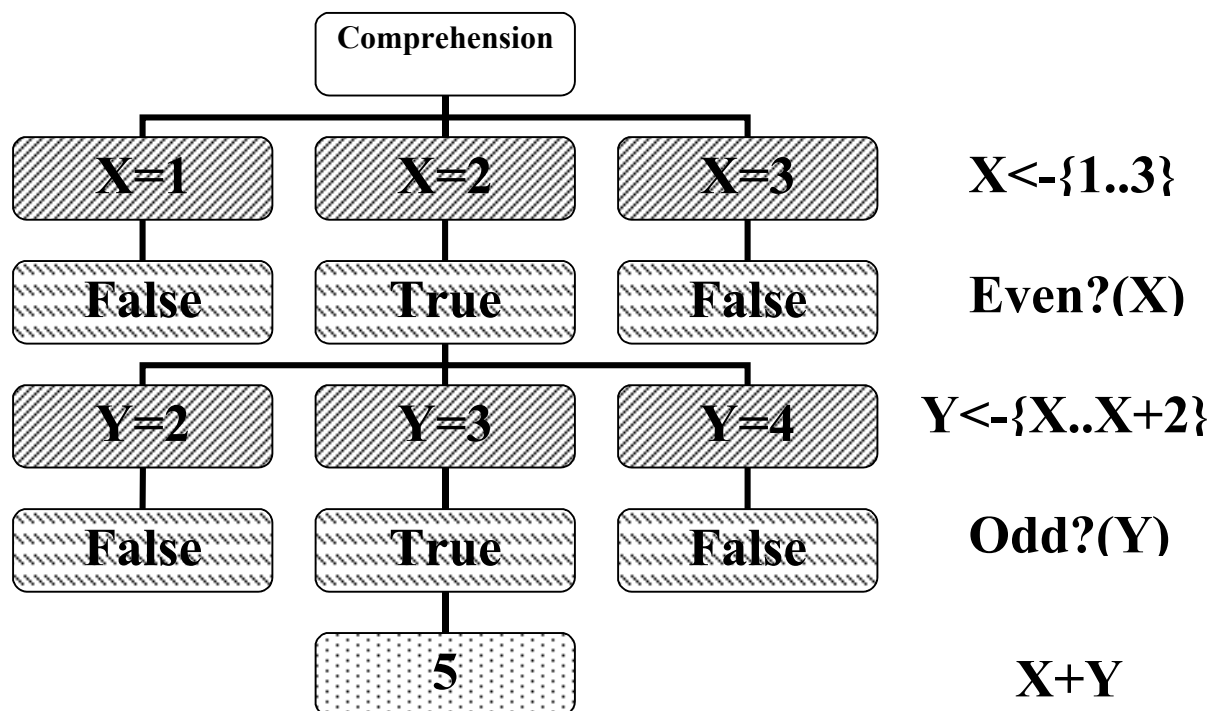 Comprehension
X=1 X=2 X=3 X<-{1..3}
False True False Even?(X)
Y=2 Y=3 Y=4 Y<-{X..X+2}
False True False Odd?(Y)
5 X+Y